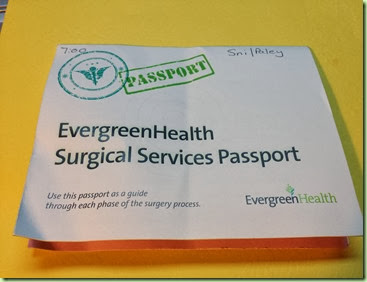 7:00 Sni/Riley
PASSPORT
EvergreenHealth
Surgical Services Passport
Use this passport as a guide
through each phase of the surgery process.
EvergreenHealth